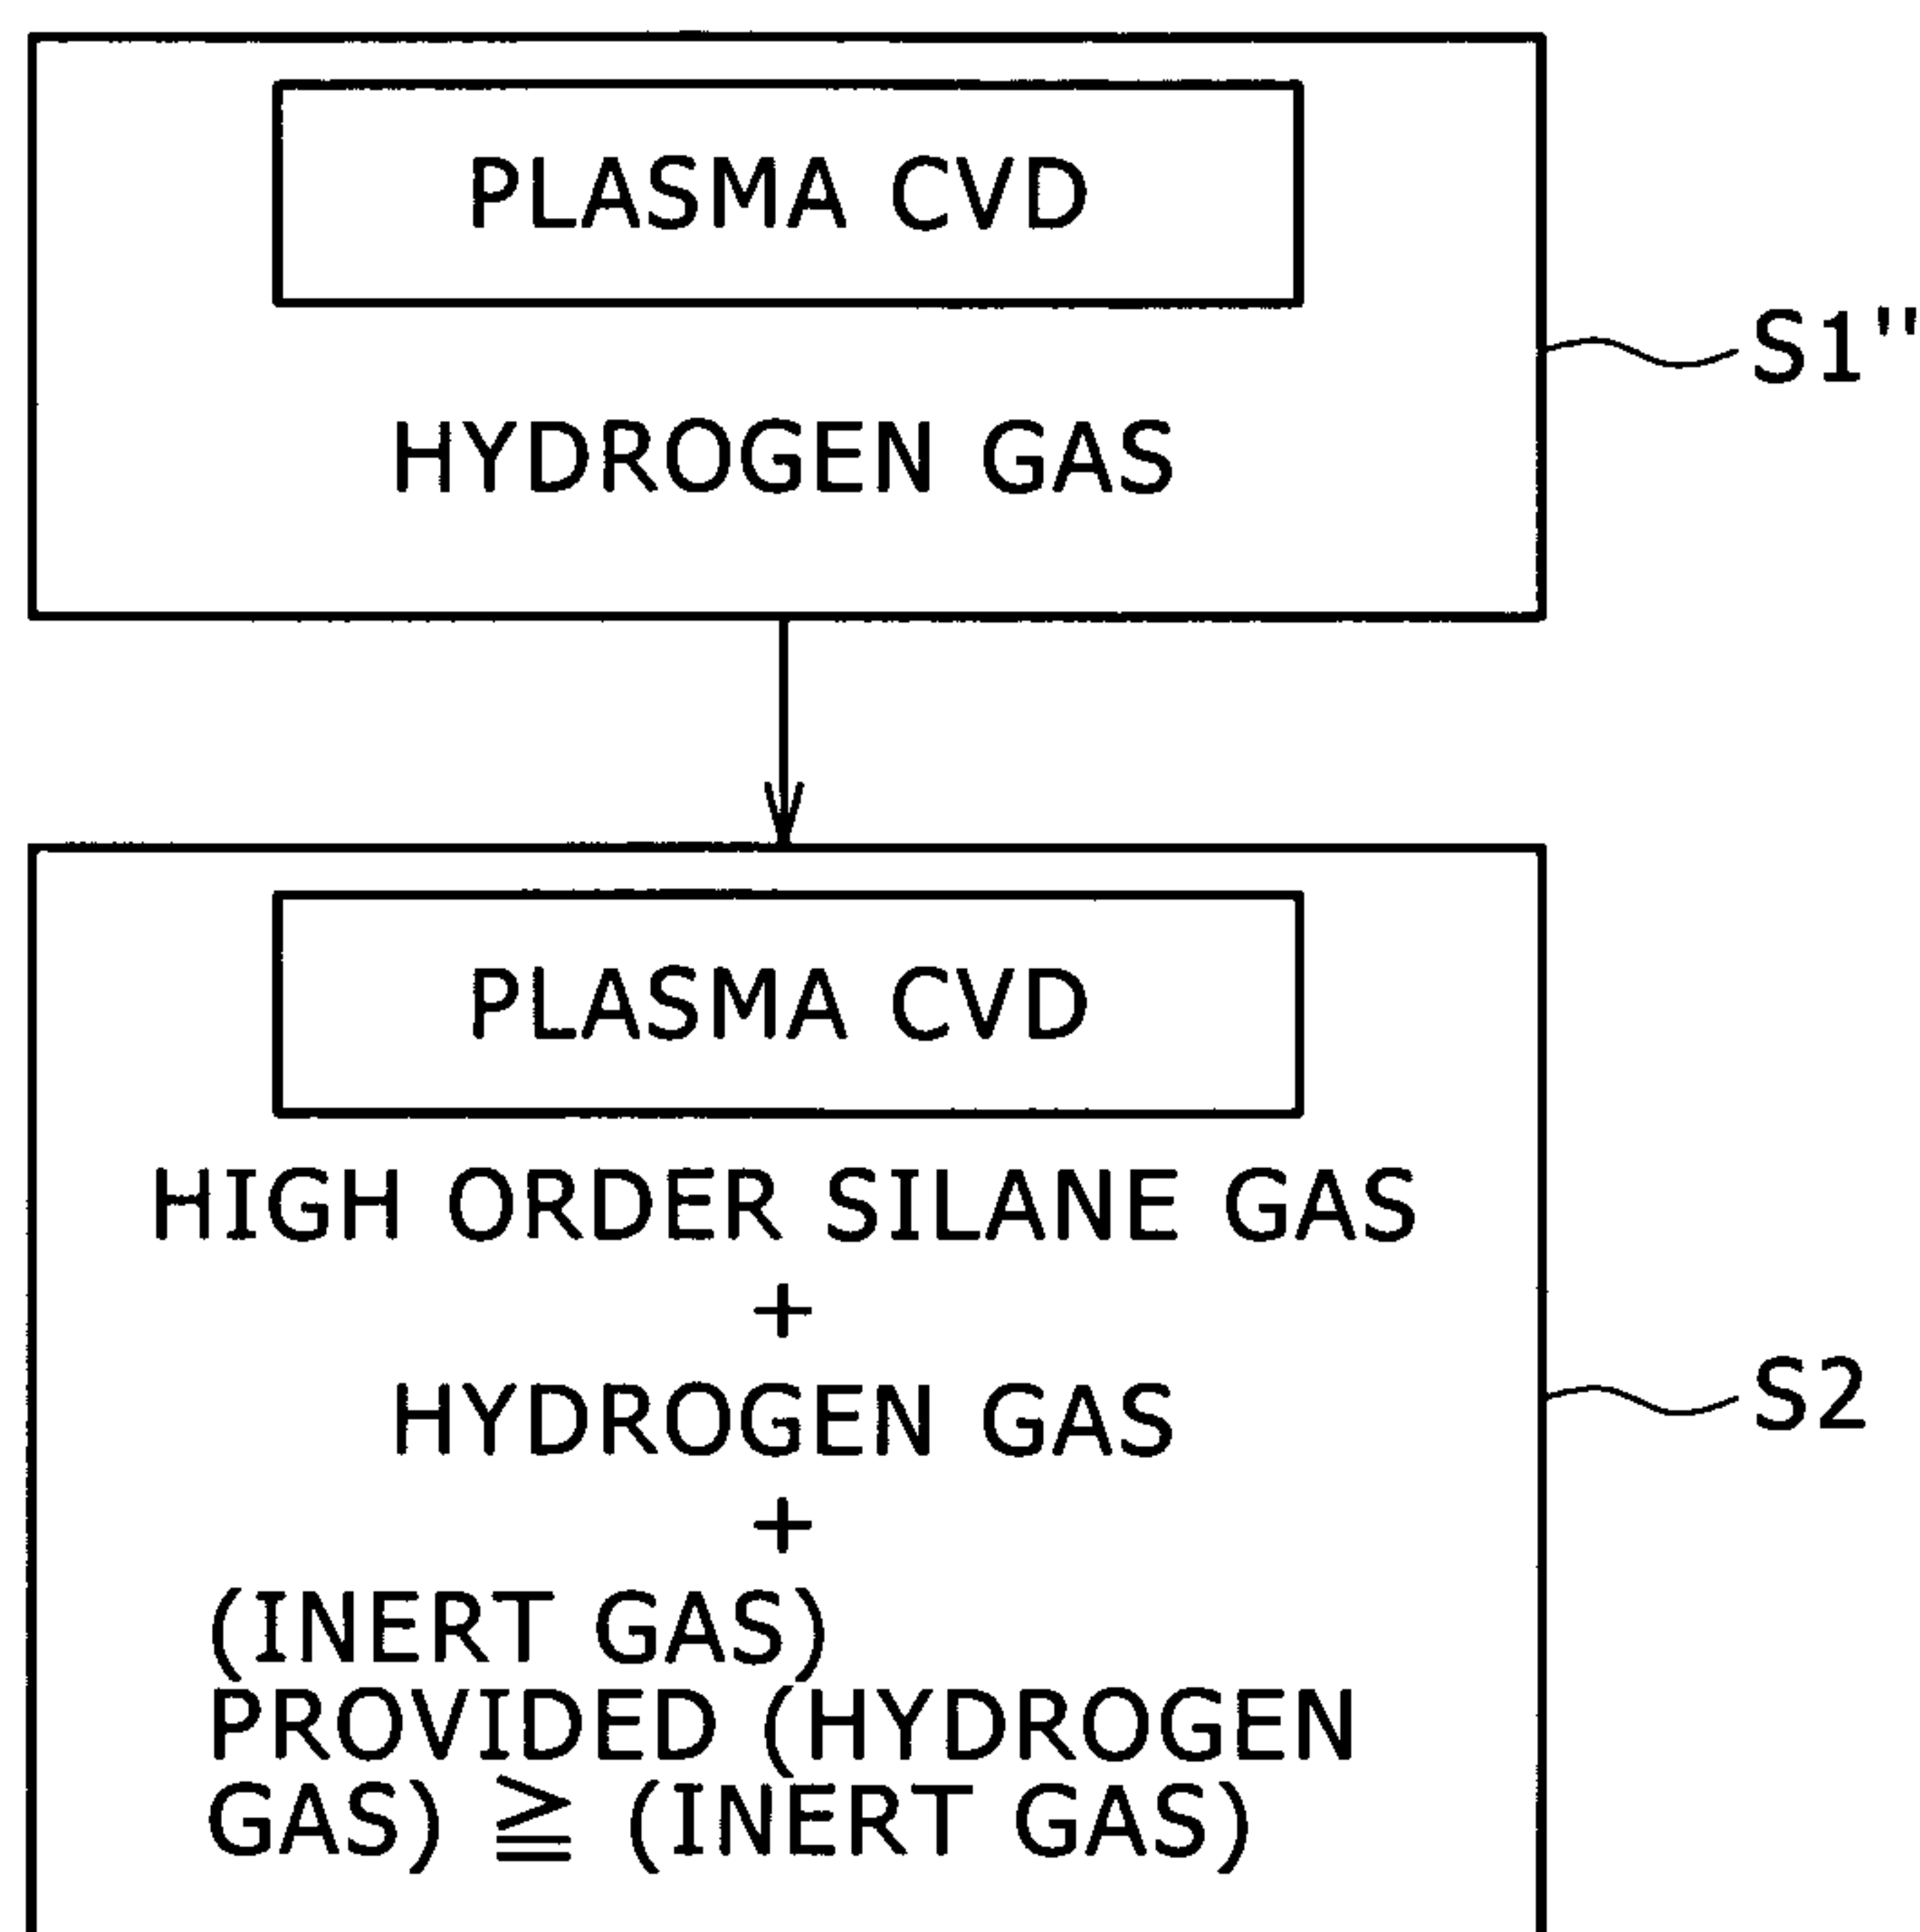 PLASMA CVD
HYDROGEN GAS
S1"
PLASMA CVD
HIGH ORDER SILANE GAS
+
HYDROGEN GAS
+
(INERT GAS)
PROVIDED (HYDROGEN
GAS) ≧ (INERT GAS)
S2